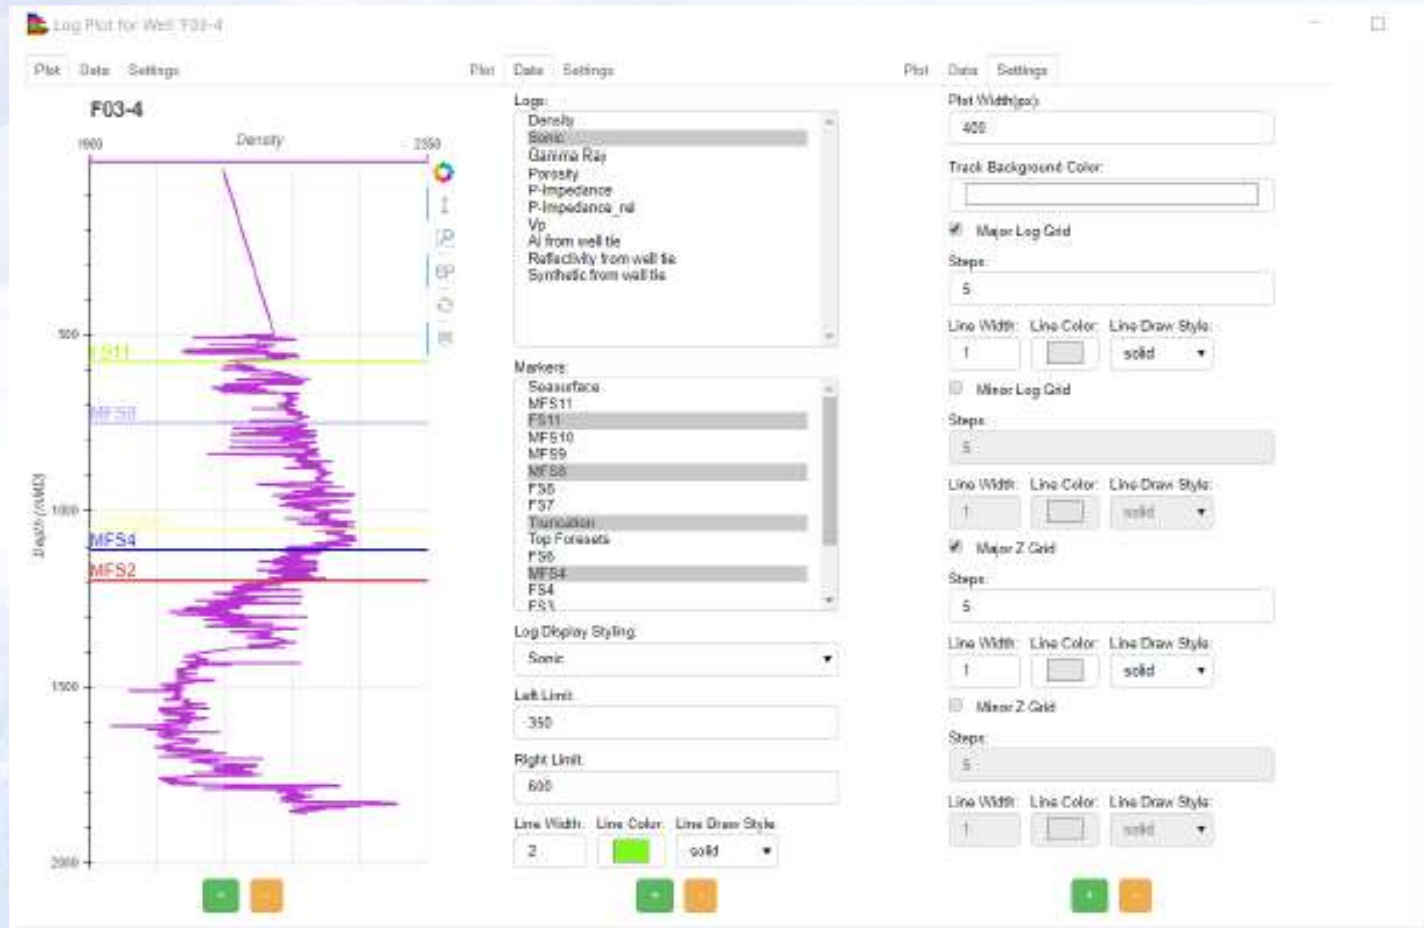 Log Plot for Well 'F03-4'
Plot Data Settings
F03-4
1900 Density 2350
500
FS11
MFS8
1000
MFS4
MFS2
1500
2000
Depth (mMD)
+ -
Plot Data Settings
Logs:
Density
Sonic
Gamma Ray
Porosity
P-Impedance
P-Impedance_rel
Vp
AI from well tie
Reflectivity from well tie
Synthetic from well tie
Markers:
Seasurface
MFS11
FS11
MFS10
MFS9
MFS8
FS8
FS7
Truncation
Top Foresets
FS6
MFS4
FS4
FS3
Log Display Styling:
Sonic
Left Limit:
350
Right Limit:
600
Line Width: Line Color: Line Draw Style:
2 solid
+ -
Plot Data Settings
Plot Width(px):
400
Track Background Color:
Major Log Grid
Steps:
5
Line Width: Line Color: Line Draw Style:
1 solid
Minor Log Grid
Steps:
5
Line Width: Line Color: Line Draw Style:
1 solid
Major Z Grid
Steps:
5
Line Width: Line Color: Line Draw Style:
1 solid
Minor Z Grid
Steps:
5
Line Width: Line Color: Line Draw Style:
1 solid
+ -